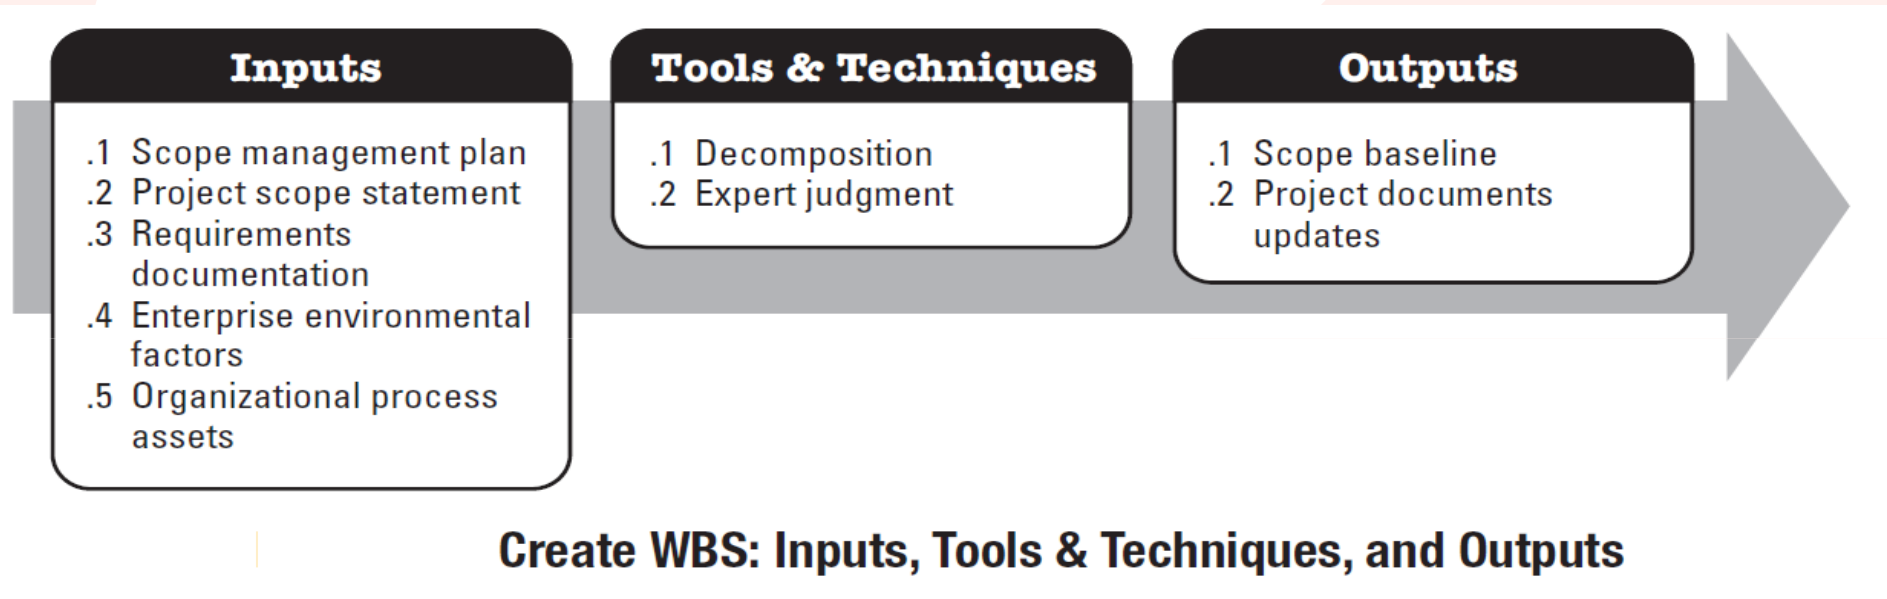 Inputs
.1 Scope management plan
.2 Project scope statement
.3 Requirements
documentation
.4 Enterprise environmental
factors
.5 Organizational process
assets
Tools & Techniques
.1 Decomposition
.2 Expert judgment
Outputs
.1 Scope baseline
.2 Project documents
updates
Create WBS: Inputs, Tools & Techniques, and Outputs